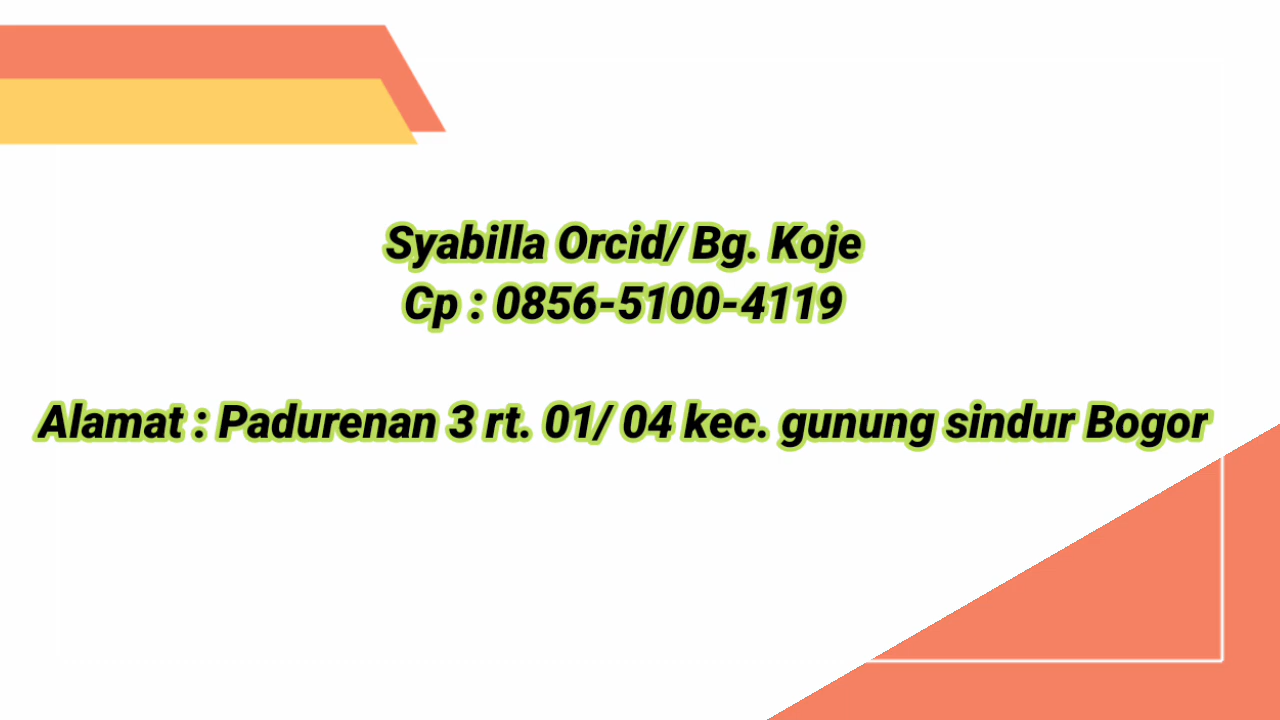 Syabilla Orcid/ Bg. Koje
Cp : 0856-5100-4119
Alamat : Padurenan 3 rt. 01/ 04 kec. gunung sindur Bogor